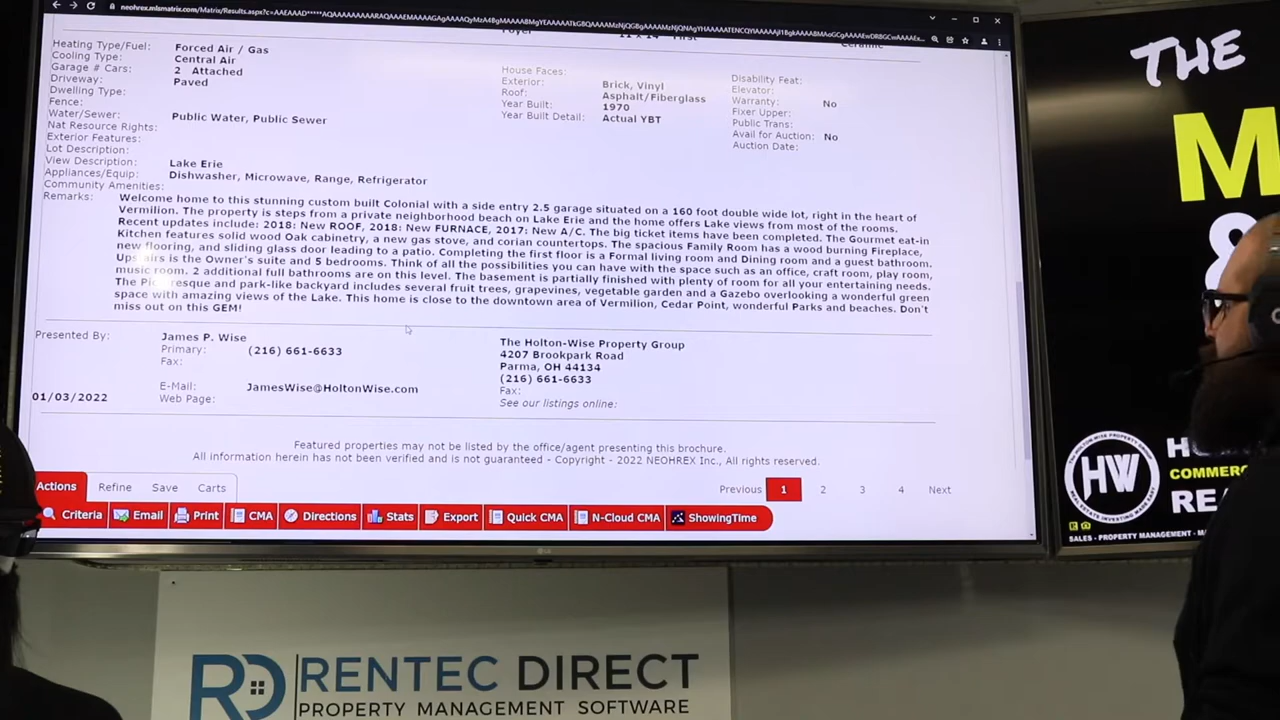 neohrex.mlsmatrix.com/Matrix/Results.aspx?c=
Heating Type/Fuel: Forced Air / Gas
Cooling Type: Central Air
Garage # Cars: 2 Attached
Driveway: Paved
Dwelling Type:
Fence:
Water/Sewer: Public Water, Public Sewer
Nat Resource Rights:
Exterior Features:
Lot Description:
View Description: Lake Erie
Appliances/Equip: Dishwasher, Microwave, Range, Refrigerator
Community Amenities:
House Faces:
Exterior: Brick, Vinyl
Roof: Asphalt/Fiberglass
Year Built: 1970
Year Built Detail: Actual YBT
Disability Feat:
Elevator:
Warranty: No
Fixer Upper:
Public Trans:
Avail for Auction: No
Auction Date:
Remarks: Welcome home to this stunning custom built Colonial with a side entry 2.5 garage situated on a 160 foot double wide lot, right in the heart of
Vermilion. The property is steps from a private neighborhood beach on Lake Erie and the home offers Lake views from most of the rooms.
Recent updates include: 2018: New ROOF, 2018: New FURNACE, 2017: New A/C. The big ticket items have been completed. The Gourmet eat-in
Kitchen features solid wood Oak cabinetry, a new gas stove, and corian countertops. The spacious Family Room has a wood burning Fireplace,
new flooring, and sliding glass door leading to a patio. Completing the first floor is a Formal living room and Dining room and a guest bathroom.
is the Owner's suite and 5 bedrooms. Think of all the possibilities you can have with the space such as an office, craft room, play room,
music room. 2 additional full bathrooms are on this level. The basement is partially finished with plenty of room for all your entertaining needs.
The and park-like backyard includes several fruit trees, grapevines, vegetable garden and a Gazebo overlooking a wonderful green
space with amazing views of the Lake. This home is close to the downtown area of Vermilion, Cedar Point, wonderful Parks and beaches. Don't
miss out on this GEM!
Presented By: James P. Wise
Primary: (216) 661-6633
Fax:
E-Mail: JamesWise@HoltonWise.com
Web Page:
01/03/2022
The Holton-Wise Property Group
4207 Brookpark Road
Parma, OH 44134
(216) 661-6633
Fax:
See our listings online:
Featured properties may not be listed by the office/agent presenting this brochure.
All information herein has not been verified and is not guaranteed - Copyright - 2022 NEOHREX Inc., All rights reserved.
Actions Refine Save Carts
Previous 1 2 3 4 Next
Criteria Email Print CMA Directions Stats Export Quick CMA N-Cloud CMA ShowingTime
RD RENTEC DIRECT
PROPERTY MANAGEMENT SOFTWARE
THE
M
&
HW
COMMERC
REA
SALES - PROPERTY MANAGEMENT